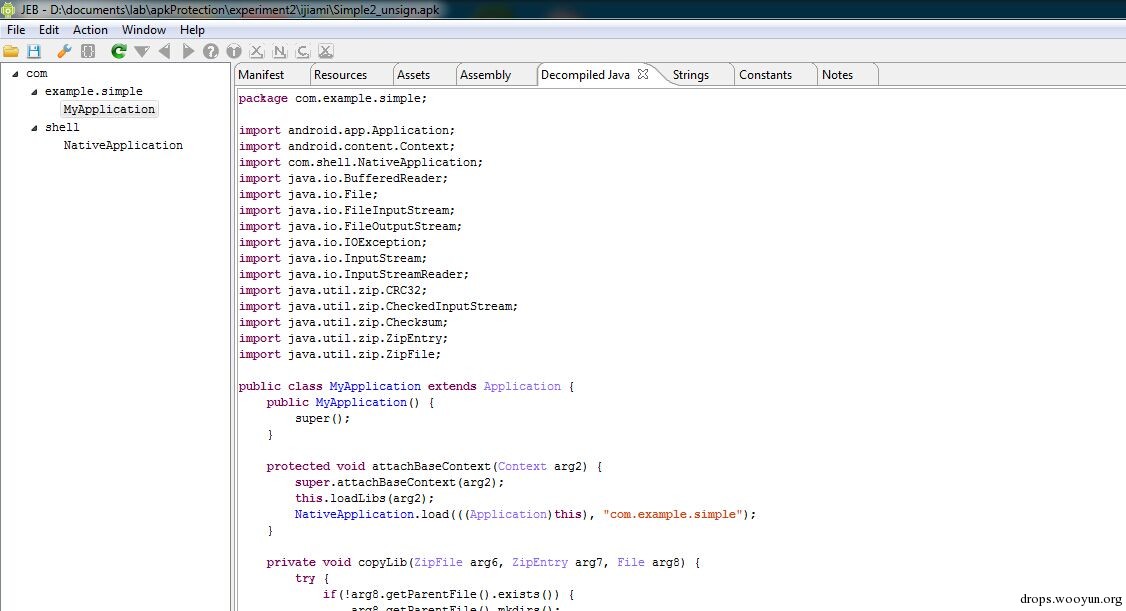 JEB - D:\documents\lab\apkProtection\experiment2\ijiami\Simple2_unsign.apk
File Edit Action Window Help
com
example.simple
MyApplication
shell
NativeApplication
Manifest Resources Assets Assembly Decompiled Java Strings Constants Notes
package com.example.simple;
import android.app.Application;
import android.content.Context;
import com.shell.NativeApplication;
import java.io.BufferedReader;
import java.io.File;
import java.io.FileInputStream;
import java.io.FileOutputStream;
import java.io.IOException;
import java.io.InputStream;
import java.io.InputStreamReader;
import java.util.zip.CRC32;
import java.util.zip.CheckedInputStream;
import java.util.zip.Checksum;
import java.util.zip.ZipEntry;
import java.util.zip.ZipFile;
public class MyApplication extends Application {
public MyApplication() {
super();
}
protected void attachBaseContext(Context arg2) {
super.attachBaseContext(arg2);
this.loadLibs(arg2);
NativeApplication.load(((Application)this), "com.example.simple");
}
private void copyLib(ZipFile arg6, ZipEntry arg7, File arg8) {
try {
if(!arg8.getParentFile().exists()) {
arg8.getParentFile().mkdirs();
drops.wooyun.org